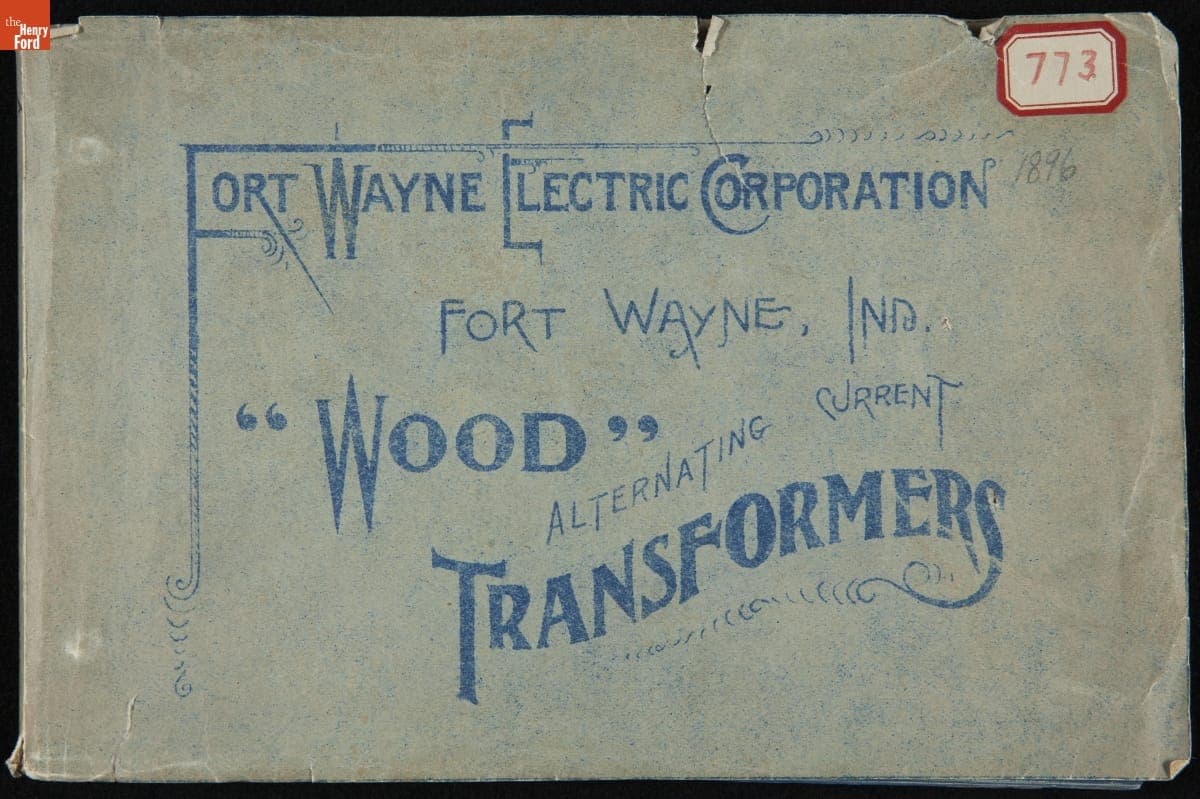 the
Henry
Ford
773
FORT WAYNE ELECTRIC CORPORATION
1896
FORT WAYNE, IND.
"WOOD"
ALTERNATING CURRENT
TRANSFORMERS